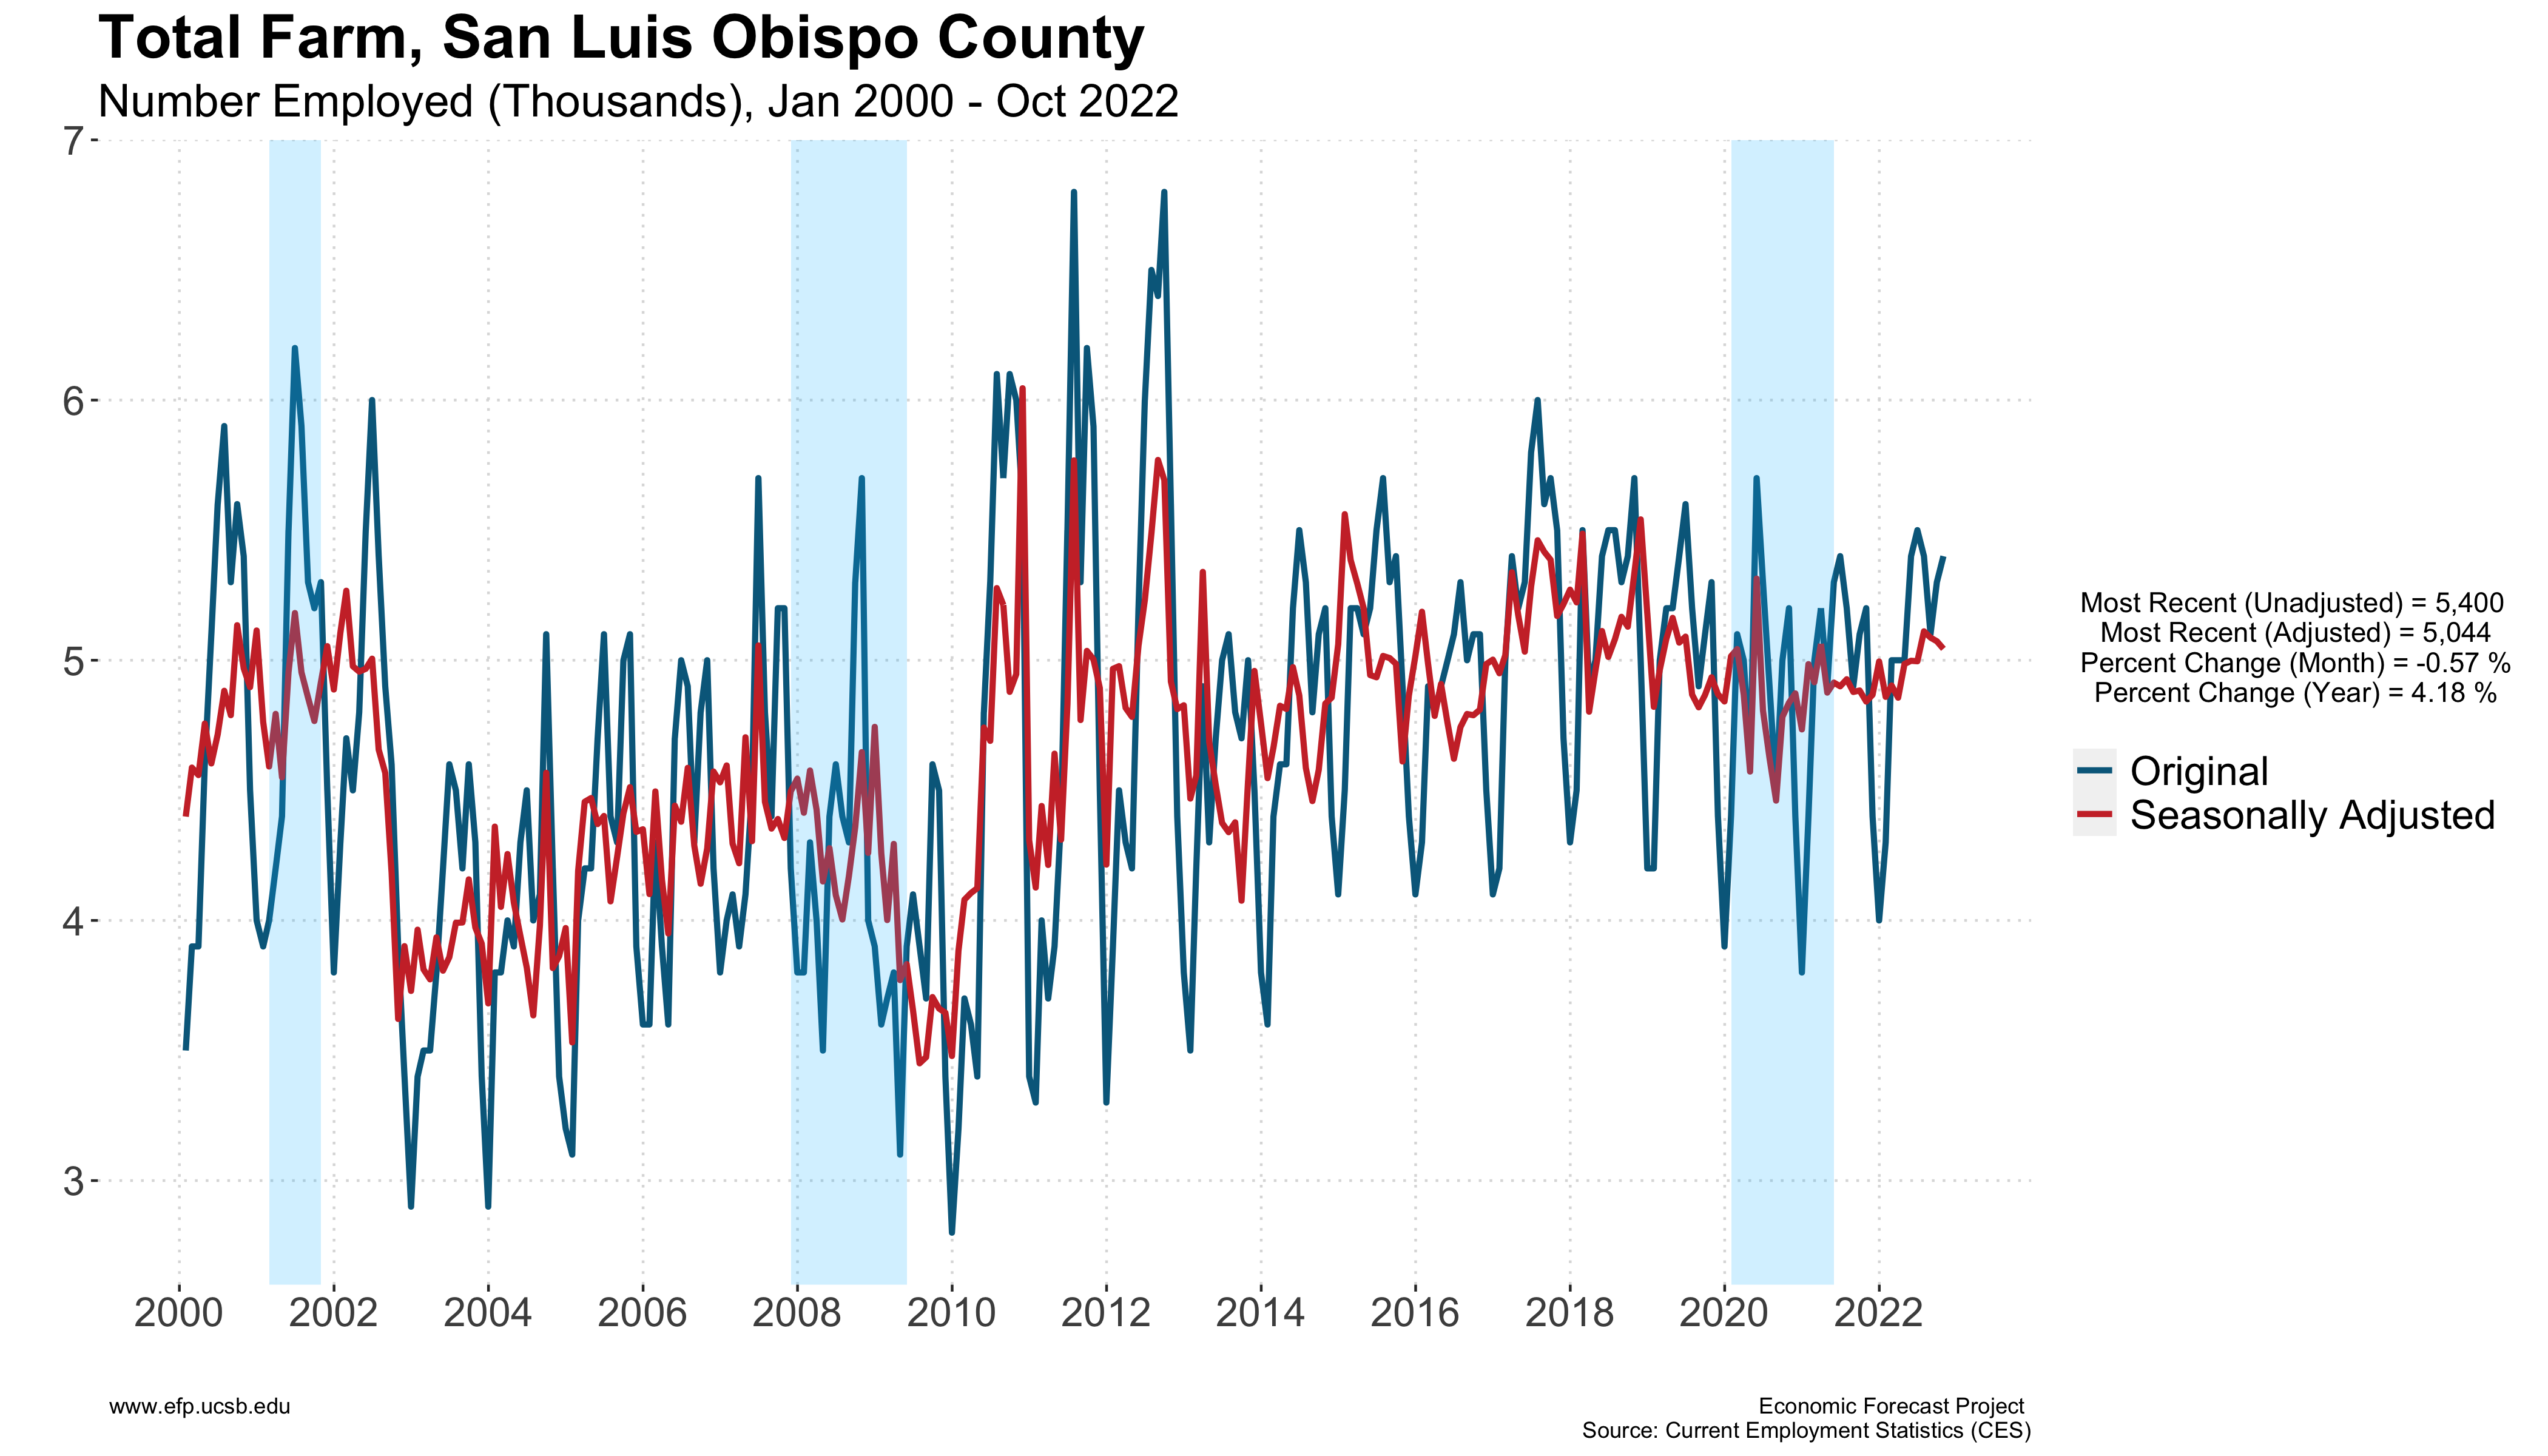 Total Farm, San Luis Obispo County
Number Employed (Thousands), Jan 2000 - Oct 2022
7
6
5
4
3
2000 2002 2004 2006 2008 2010 2012 2014 2016 2018 2020 2022
Most Recent (Unadjusted) = 5,400
Most Recent (Adjusted) = 5,044
Percent Change (Month) = -0.57 %
Percent Change (Year) = 4.18 %
Original
Seasonally Adjusted
www.efp.ucsb.edu
Economic Forecast Project
Source: Current Employment Statistics (CES)